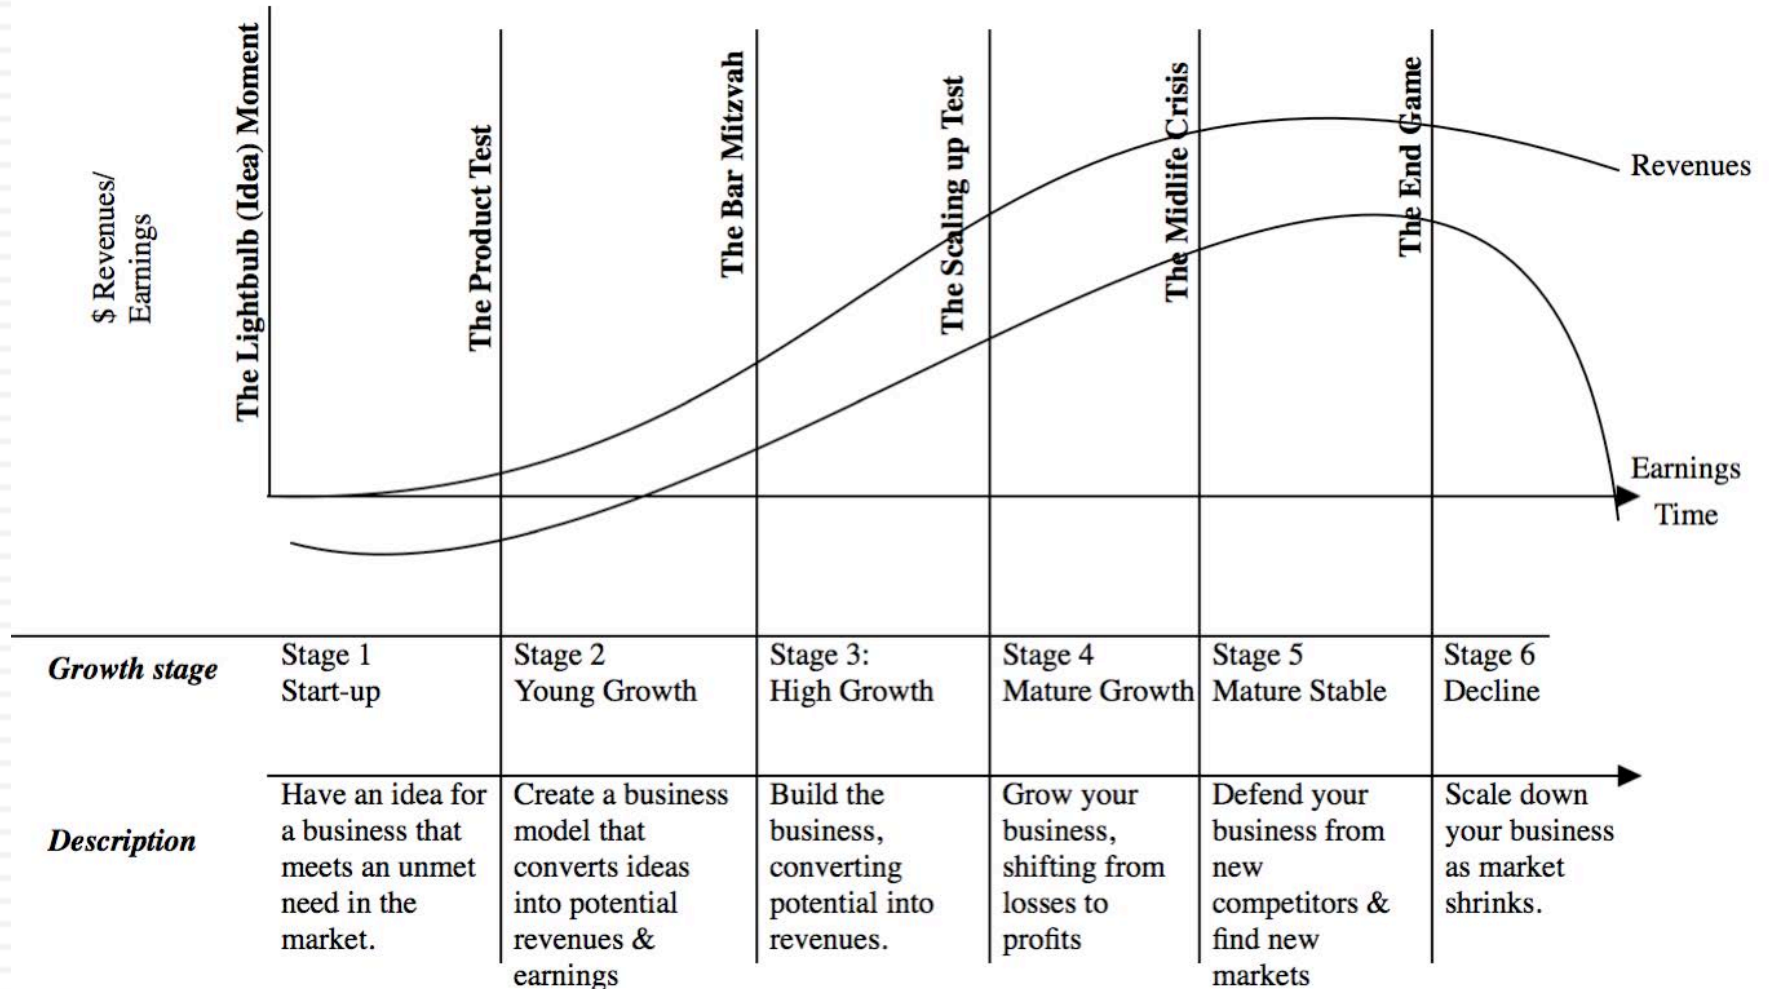 $ Revenues/
Earnings
The Lightbulb (Idea) Moment
The Product Test
The Bar Mitzvah
The Scaling up Test
The Midlife Crisis
The End Game
Revenues
Earnings
Time
Growth stage
Stage 1
Start-up
Stage 2
Young Growth
Stage 3:
High Growth
Stage 4
Mature Growth
Stage 5
Mature Stable
Stage 6
Decline
Description
Have an idea for
a business that
meets an unmet
need in the
market.
Create a business
model that
converts ideas
into potential
revenues &
earnings
Build the
business,
converting
potential into
revenues.
Grow your
business,
shifting from
losses to
profits
Defend your
business from
new
competitors &
find new
markets
Scale down
your business
as market
shrinks.